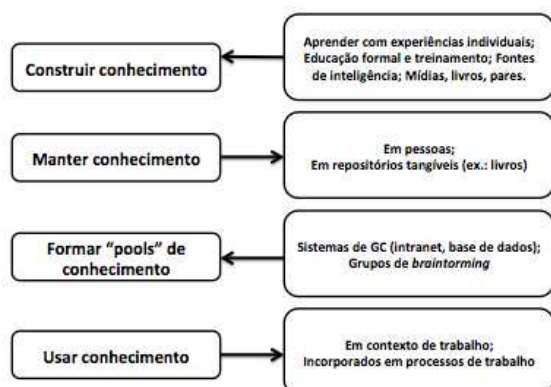 Construir conhecimento
Aprender com experiências individuais;
Educação formal e treinamento; Fontes
de inteligência; Mídias, livros, pares.
Manter conhecimento
Em pessoas;
Em repositórios tangíveis (ex.: livros)
Formar “pools” de
conhecimento
Sistemas de GC (intranet, base de dados);
Grupos de braintorming
Usar conhecimento
Em contexto de trabalho;
Incorporados em processos de trabalho